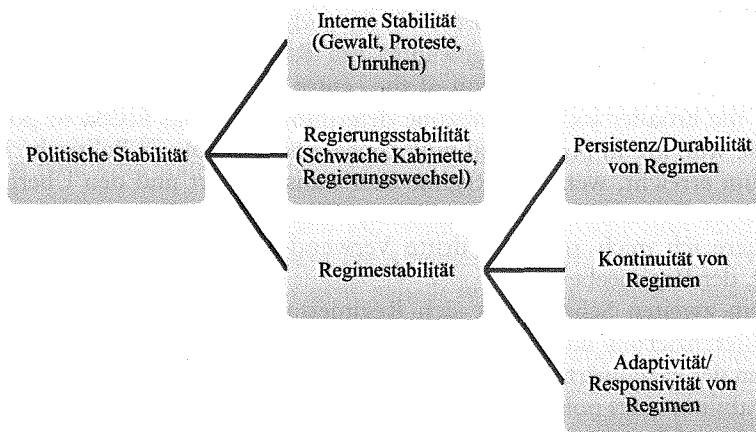 Interne Stabilität
(Gewalt, Proteste,
Unruhen)
Politische Stabilität
Regierungsstabilität
(Schwache Kabinette,
Regierungswechsel)
Regimestabilität
Persistenz/Durabilität
von Regimen
Kontinuität von
Regimen
Adaptivität/
Responsivität von
Regimen